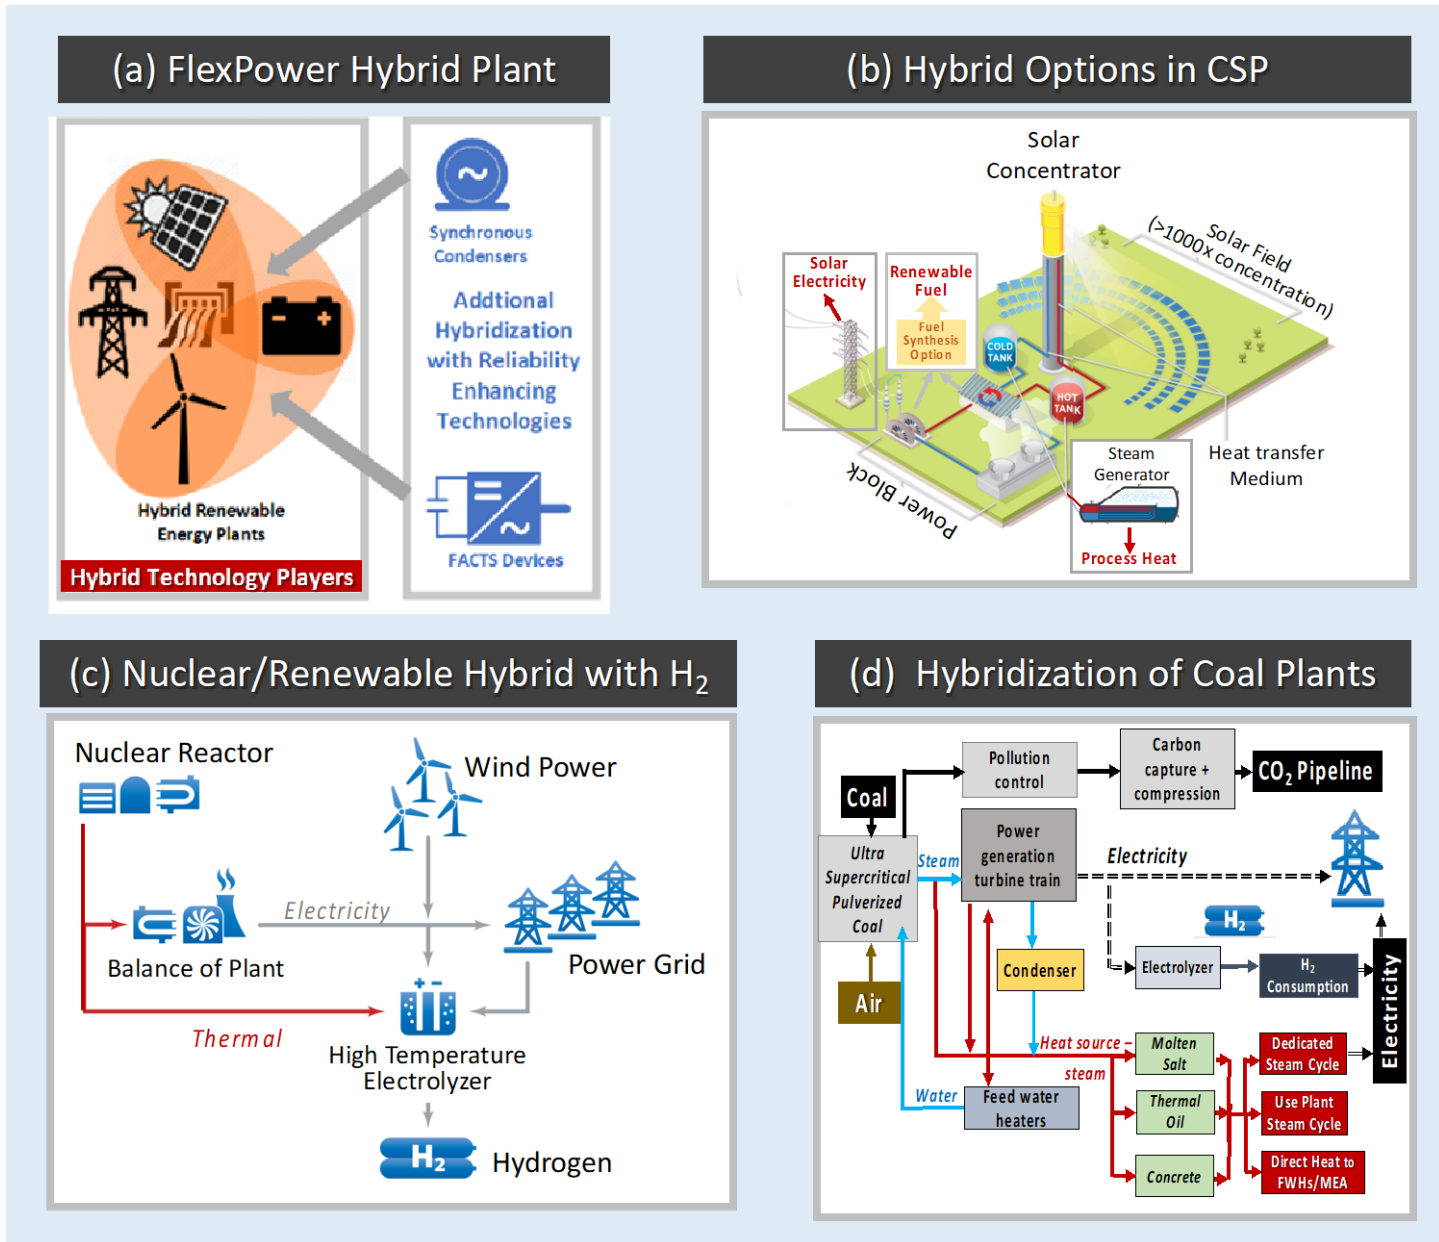 (a) FlexPower Hybrid Plant
Synchronous
Condensers
Addtional
Hybridization
with Reliability
Enhancing
Technologies
FACTS Devices
Hybrid Renewable
Energy Plants
Hybrid Technology Players
(b) Hybrid Options in CSP
Solar
Concentrator
Solar Field
(>1000x concentration)
Solar
Electricity
Renewable
Fuel
Fuel
Synthesis
Option
COLD
TANK
HOT
TANK
Heat transfer
Medium
Steam
Generator
Process Heat
Power Block
(c) Nuclear/Renewable Hybrid with H₂
Nuclear Reactor
Wind Power
Electricity
Balance of Plant
Power Grid
Thermal
High Temperature
Electrolyzer
H₂
Hydrogen
(d) Hybridization of Coal Plants
Coal
Pollution
control
Carbon
capture +
compression
CO₂ Pipeline
Ultra
Supercritical
Pulverized
Coal
Steam
Power
generation
turbine train
Electricity
H₂
Air
Condenser
Electrolyzer
H₂
Consumption
Electricity
Heat source –
steam
Water
Feed water
heaters
Molten
Salt
Thermal
Oil
Concrete
Dedicated
Steam Cycle
Use Plant
Steam Cycle
Direct Heat to
FWHs/MEA